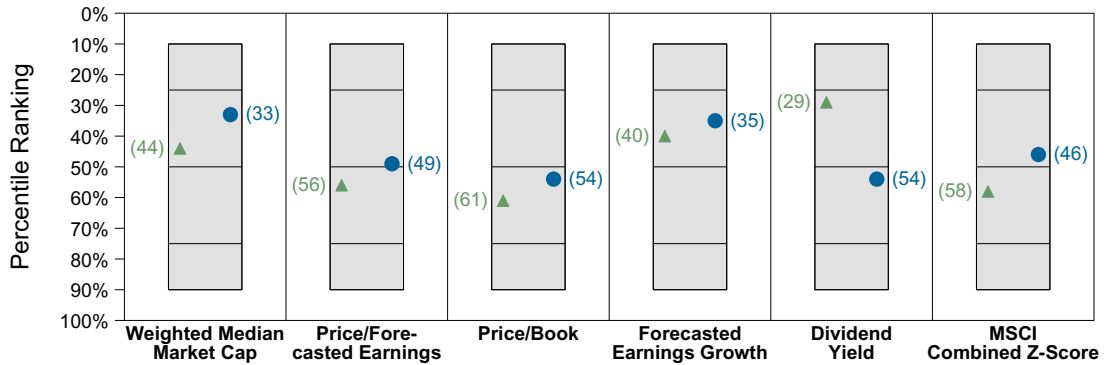 Percentile Ranking
0%
10%
20%
30%
40%
50%
60%
70%
80%
90%
100%
(44)
(33)
(56)
(49)
(61)
(54)
(40)
(35)
(29)
(54)
(58)
(46)
Weighted Median
Market Cap
Price/Fore-
casted Earnings
Price/Book
Forecasted
Earnings Growth
Dividend
Yield
MSCI
Combined Z-Score